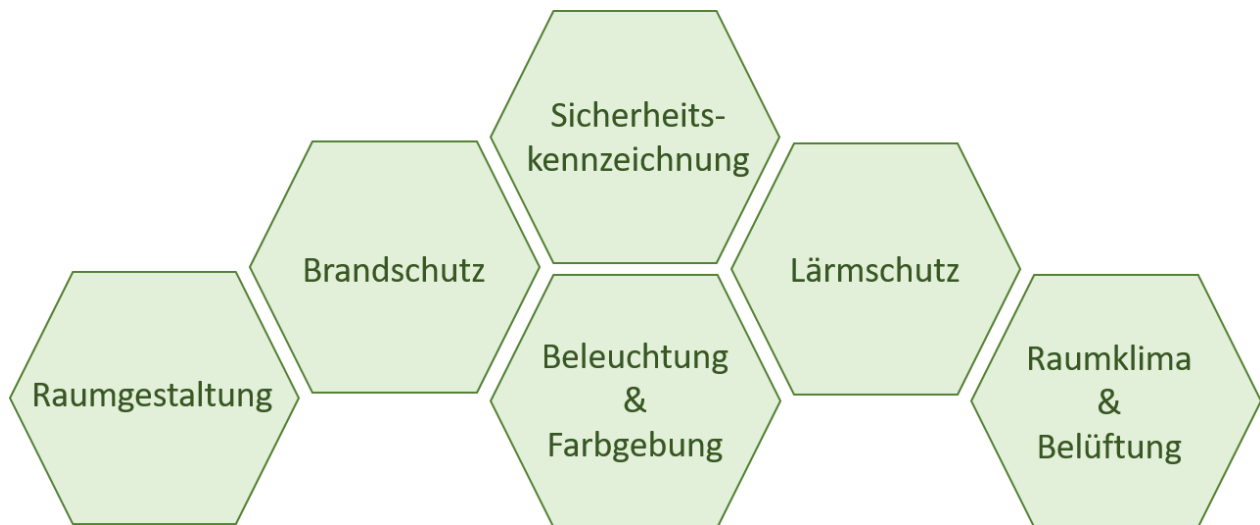 Sicherheits-
kennzeichnung
Brandschutz
Lärmschutz
Raumgestaltung
Beleuchtung
&
Farbgebung
Raumklima
&
Belüftung